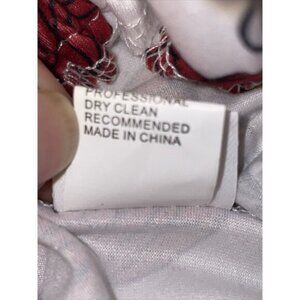 PROFESSIONAL
DRY CLEAN
RECOMMENDED
MADE IN CHINA